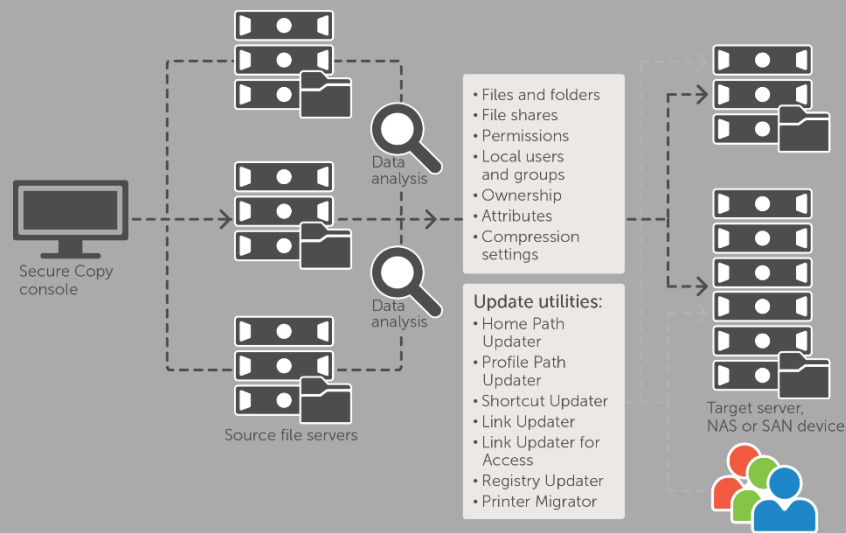 Secure Copy
console
Source file servers
Data
analysis
Data
analysis
• Files and folders
• File shares
• Permissions
• Local users
and groups
• Ownership
• Attributes
• Compression
settings
Update utilities:
• Home Path
Updater
• Profile Path
Updater
• Shortcut Updater
• Link Updater
• Link Updater for
Access
• Registry Updater
• Printer Migrator
Target server,
NAS or SAN device